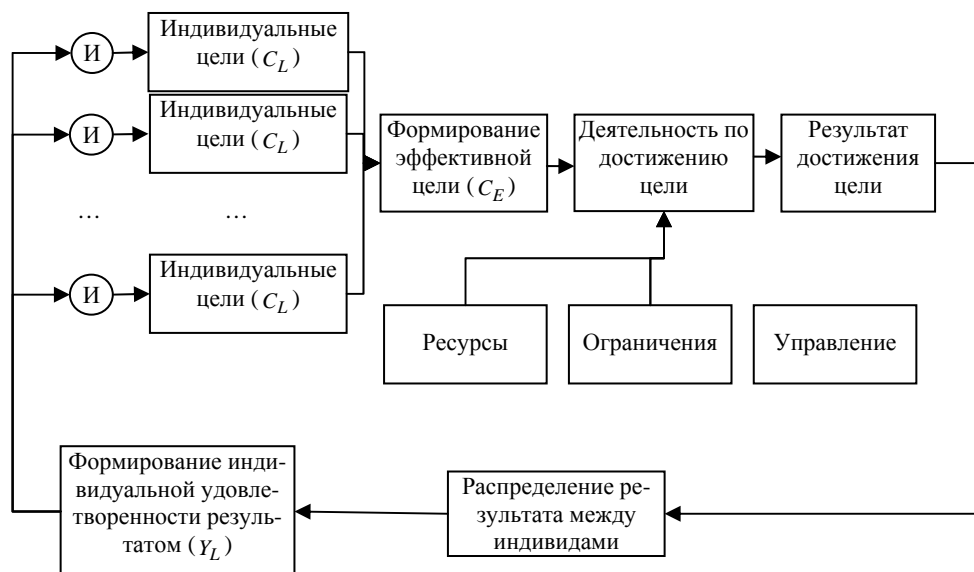 И
Индивидуальные
цели (C_L)
И
Индивидуальные
цели (C_L)
Формирование
эффективной
цели (C_E)
Деятельность по
достижению
цели
Результат
достижения
цели
... ...
И
Индивидуальные
цели (C_L)
Ресурсы
Ограничения
Управление
Формирование инди-
видуальной удовле-
творенности резуль-
татом (Y_L)
Распределение ре-
зультата между
индивидами